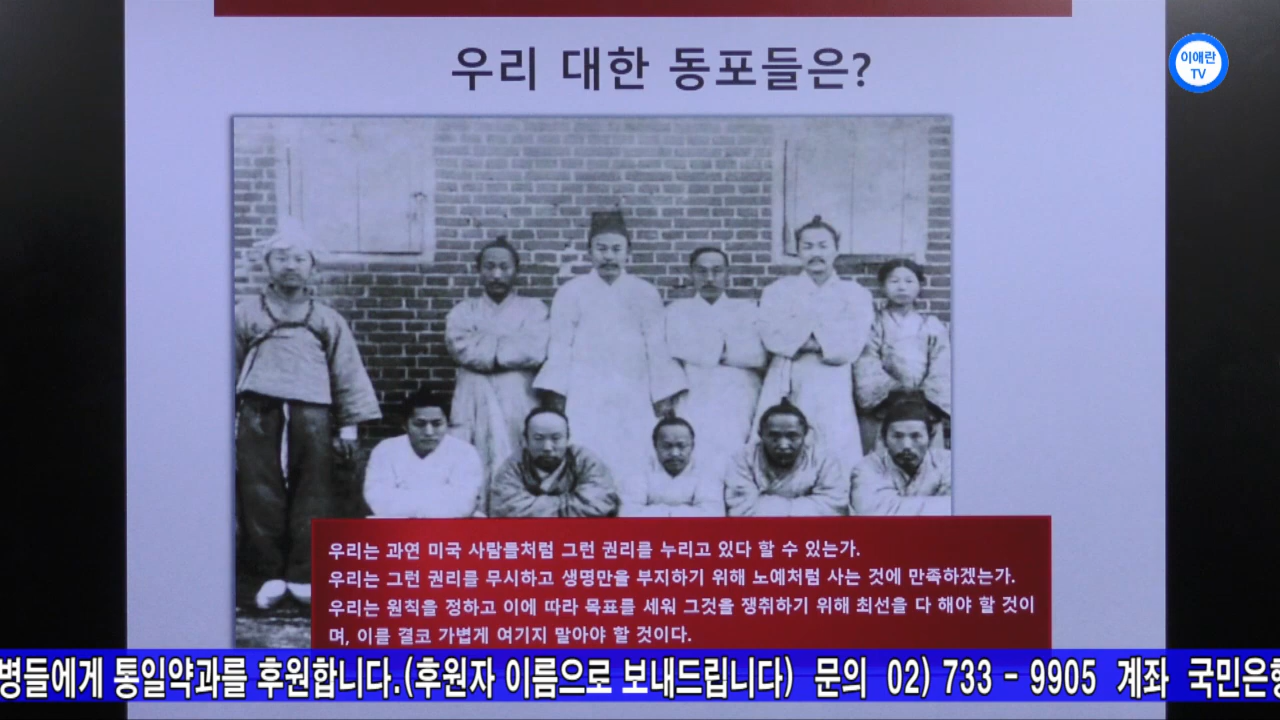 우리 대한 동포들은?
이애란
TV
우리는 과연 미국 사람들처럼 그런 권리를 누리고 있다 할 수 있는가.
우리는 그런 권리를 무시하고 생명만을 부지하기 위해 노예처럼 사는 것에 만족하겠는가.
우리는 원칙을 정하고 이에 따라 목표를 세워 그것을 쟁취하기 위해 최선을 다 해야 할 것이
며, 이를 결코 가볍게 여기지 말아야 할 것이다.
병들에게 통일약과를 후원합니다.(후원자 이름으로 보내드립니다) 문의 02) 733 - 9905 계좌 국민은행